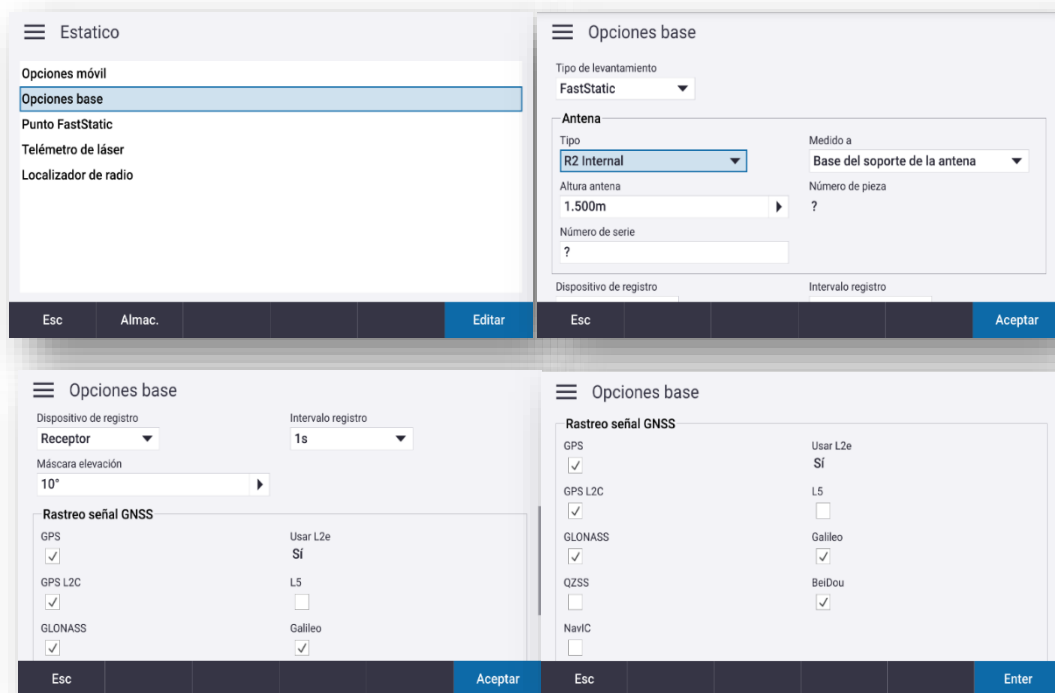 Estatico
Opciones móvil
Opciones base
Punto FastStatic
Telémetro de láser
Localizador de radio
Esc Almac. Editar
Opciones base
Tipo de levantamiento
FastStatic
Antena
Tipo Medido a
R2 Internal Base del soporte de la antena
Altura antena Número de pieza
1.500m ?
Número de serie
?
Dispositivo de registro Intervalo registro
Esc Aceptar
Opciones base
Dispositivo de registro Intervalo registro
Receptor 1s
Máscara elevación
10°
Rastreo señal GNSS
GPS Usar L2e
Sí
GPS L2C L5
GLONASS Galileo
Esc Aceptar
Opciones base
Rastreo señal GNSS
GPS Usar L2e
Sí
GPS L2C L5
GLONASS Galileo
QZSS BeiDou
NavIC
Esc Enter